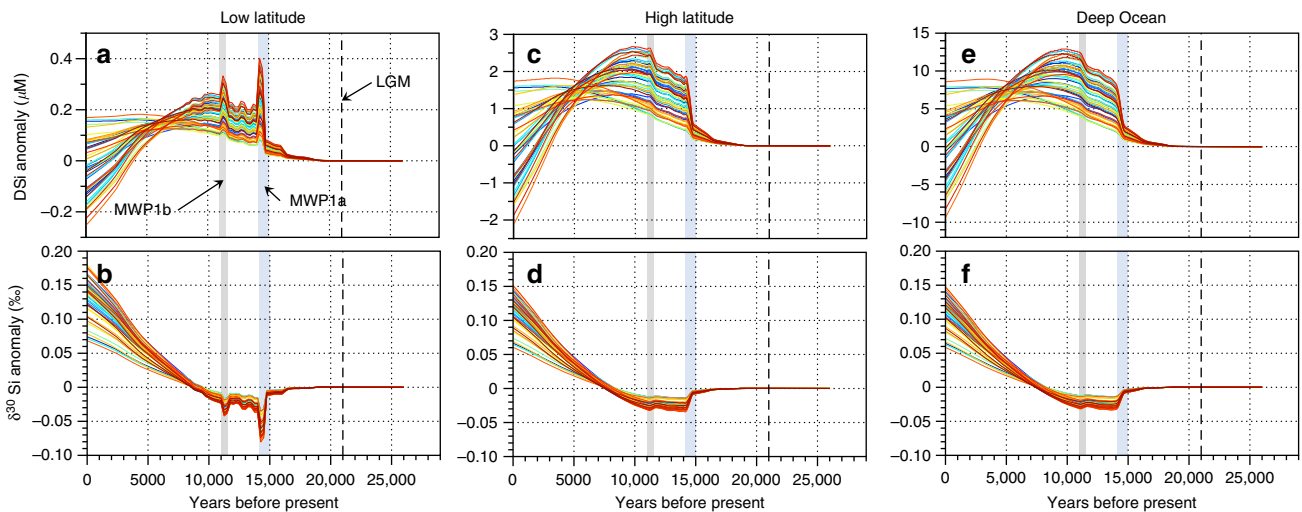 Low latitude
High latitude
Deep Ocean
a
c
e
DSi anomaly (μM)
0.4
0.2
0
−0.2
LGM
MWP1b
MWP1a
3
2
1
0
−1
−2
15
10
5
0
−5
−10
b
d
f
δ30 Si anomaly (‰)
0.20
0.15
0.10
0.05
0
−0.05
−0.10
0.20
0.15
0.10
0.05
0
−0.05
−0.10
0.20
0.15
0.10
0.05
0
−0.05
−0.10
0 5000 10,000 15,000 20,000 25,000
0 5000 10,000 15,000 20,000 25,000
0 5,000 10,000 15,000 20,000 25,000
Years before present
Years before present
Years before present